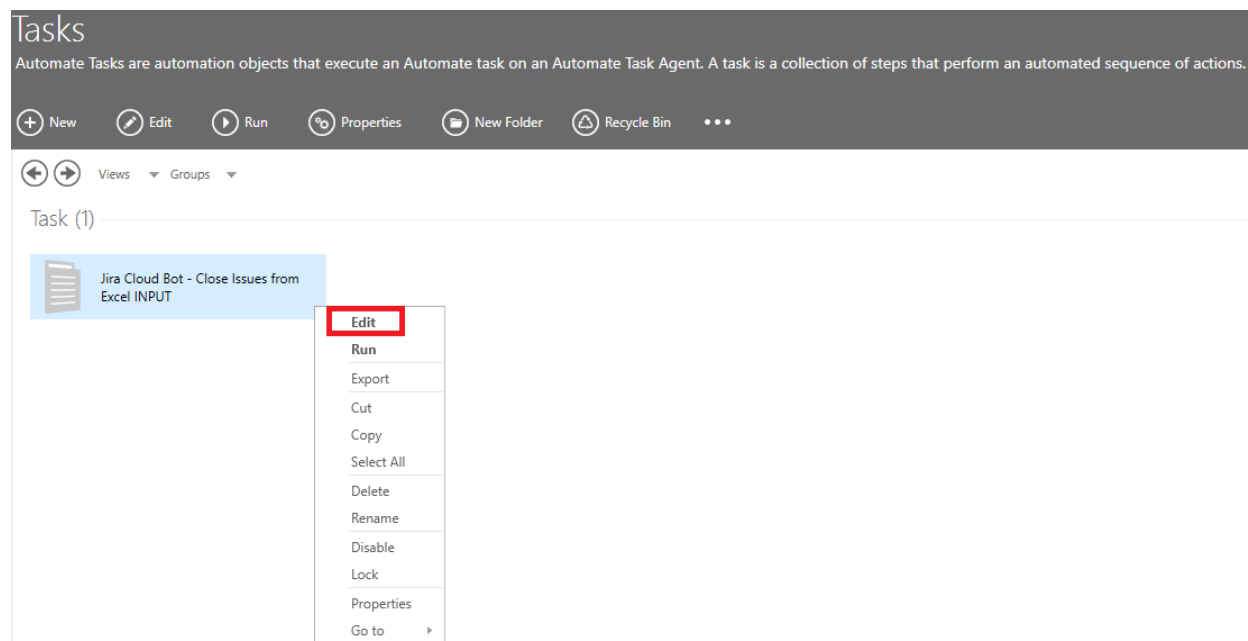 Tasks
Automate Tasks are automation objects that execute an Automate task on an Automate Task Agent. A task is a collection of steps that perform an automated sequence of actions.
New Edit Run Properties New Folder Recycle Bin •••
Views Groups
Task (1)
Jira Cloud Bot - Close Issues from
Excel INPUT
Edit
Run
Export
Cut
Copy
Select All
Delete
Rename
Disable
Lock
Properties
Go to